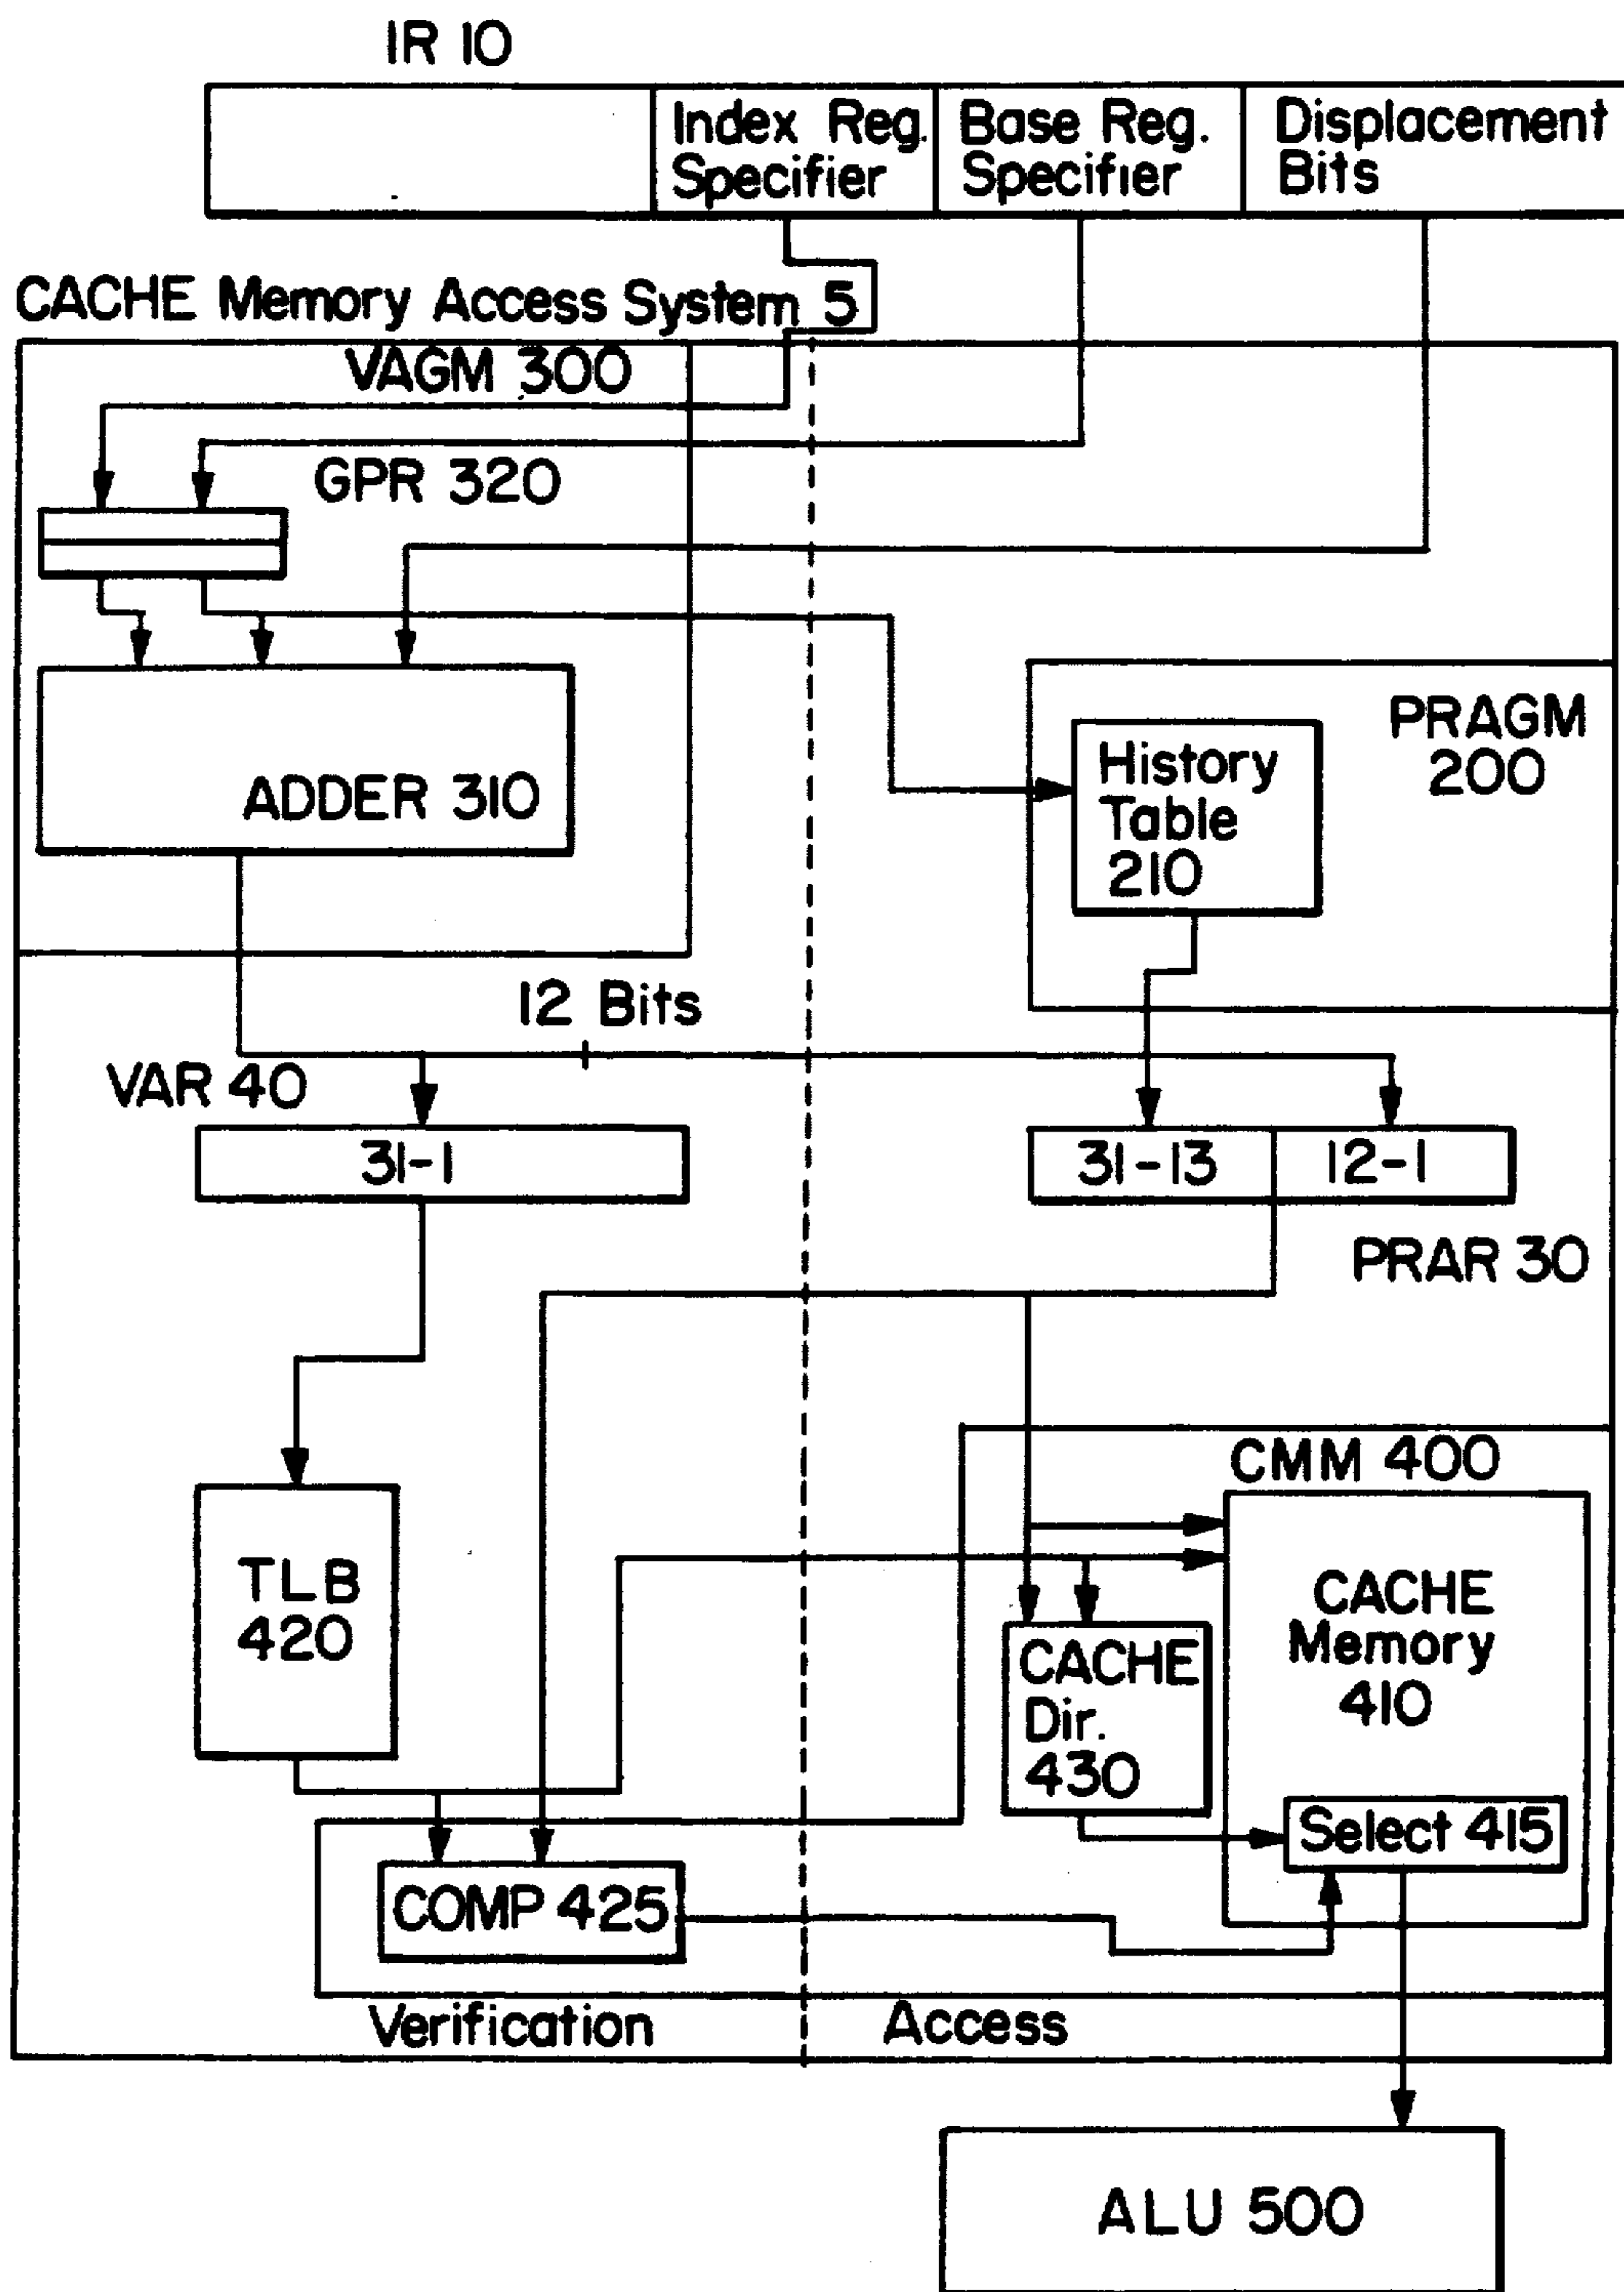 IR 10
Index Reg.
Specifier
Base Reg.
Specifier
Displacement
Bits
CACHE Memory Access System 5
VAGM 300
GPR 320
ADDER 310
PRAGM
200
History
Table
210
12 Bits
VAR 40
31-1
31-13
12-1
PRAR 30
CMM 400
TLB
420
CACHE
Dir.
430
CACHE
Memory
410
Select 415
COMP 425
Verification
Access
ALU 500